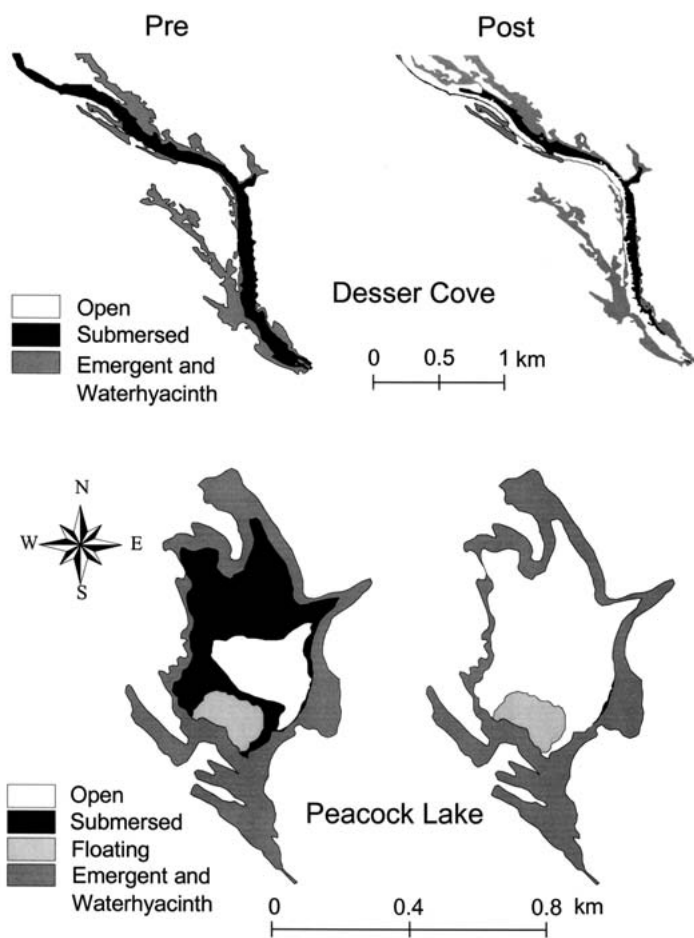 Pre
Post
Desser Cove
Open
Submersed
Emergent and
Waterhyacinth
0 0.5 1 km
N
W E
S
Open
Submersed
Floating
Emergent and
Waterhyacinth
Peacock Lake
0 0.4 0.8
km